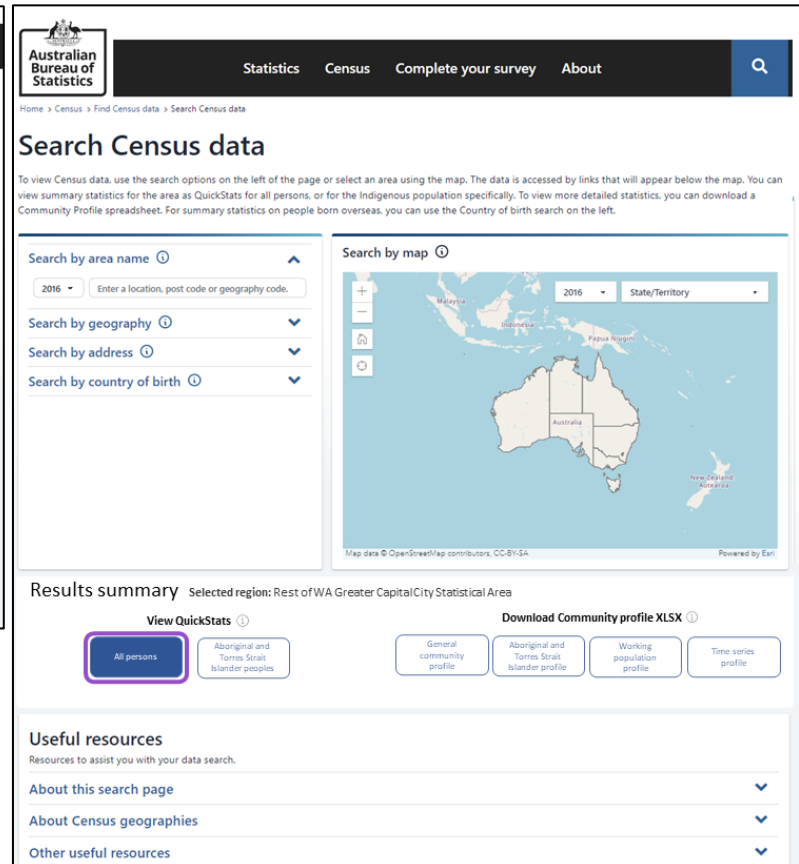 Australian
Bureau of
Statistics
Statistics Census Complete your survey About
Home > Census > Find Census data > Search Census data
Search Census data
To view Census data, use the search options on the left of the page or select an area using the map. The data is accessed by links that will appear below the map. You can
view summary statistics for the area as QuickStats for all persons, or for the Indigenous population specifically. To view more detailed statistics, you can download a
Community Profile spreadsheet. For summary statistics on people born overseas, you can use the Country of birth search on the left.
Search by area name
2016 Enter a location, post code or geography code.
Search by geography
Search by address
Search by country of birth
Search by map
2016 State/Territory
Malaysia
Indonesia
Papua Niugini
Australia
New Zealand
Aotearoa
Map data © OpenStreetMap contributors, CC-BY-SA Powered by Esri
Results summary Selected region: Rest of WA Greater Capital City Statistical Area
View QuickStats
All persons
Aboriginal and
Torres Strait
Islander peoples
Download Community profile XLSX
General
community
profile
Aboriginal and
Torres Strait
Islander profile
Working
population
profile
Time series
profile
Useful resources
Resources to assist you with your data search.
About this search page
About Census geographies
Other useful resources